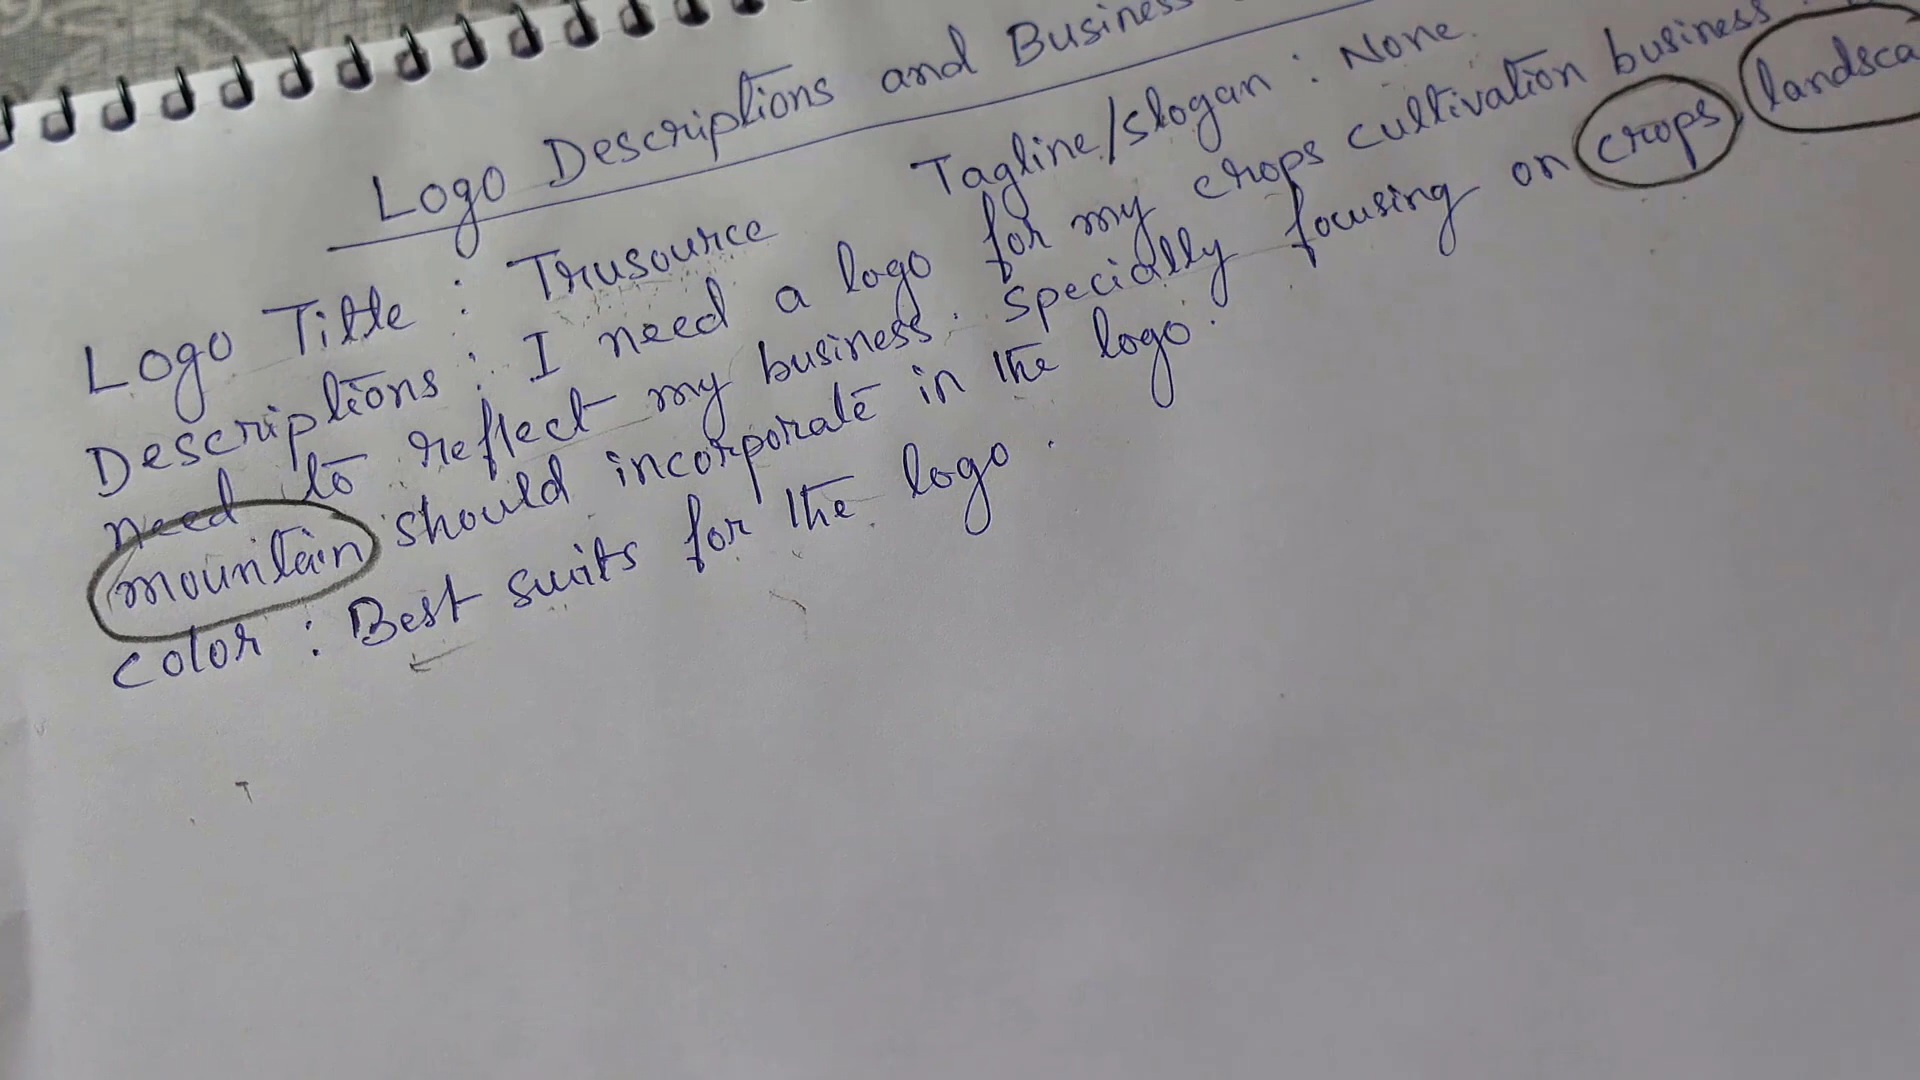 Logo Descriptions and Business
Logo Title : Trusource Tagline/slogan : None
Descriptions : I need a logo for my crops cultivation business.
need to reflect my business. specially focusing on crops, landsca
mountain should incorporate in the logo.
color : Best suits for the logo.